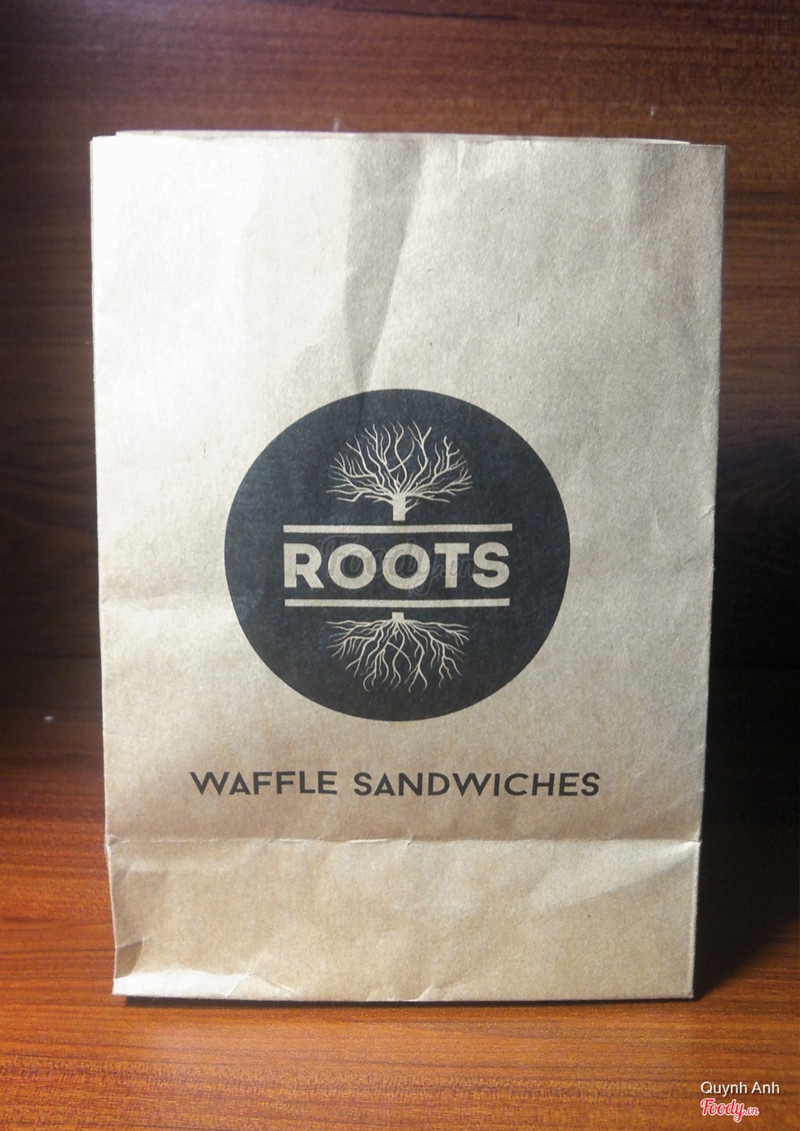 ROOTS
WAFFLE SANDWICHES
Quynh Anh
Foody.vn